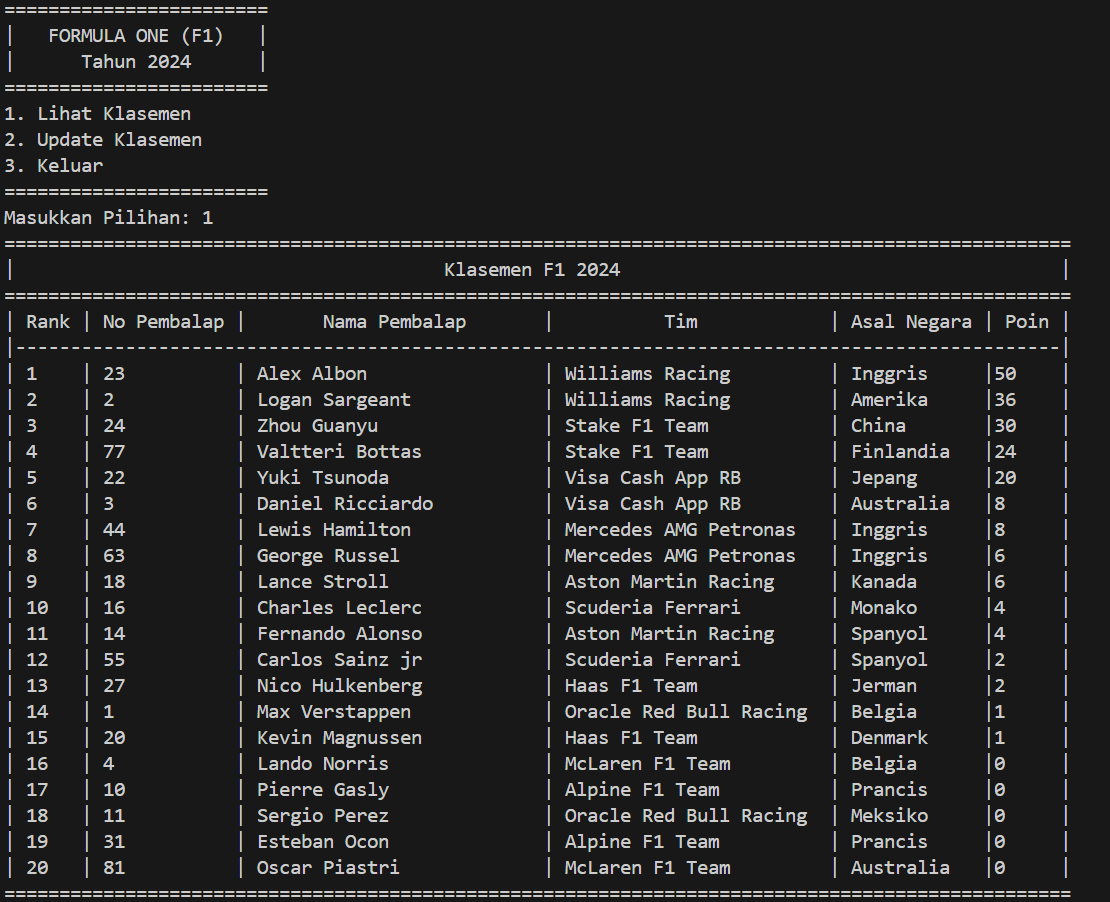 ========================
|   FORMULA ONE (F1)   |
|      Tahun 2024      |
========================
1. Lihat Klasemen
2. Update Klasemen
3. Keluar
========================
Masukkan Pilihan: 1
=================================================================================================
|                                       Klasemen F1 2024                                        |
=================================================================================================
| Rank | No Pembalap |       Nama Pembalap       |          Tim            | Asal Negara | Poin |
|-----------------------------------------------------------------------------------------------|
| 1    | 23          | Alex Albon                | Williams Racing         | Inggris     |50    |
| 2    | 2           | Logan Sargeant            | Williams Racing         | Amerika     |36    |
| 3    | 24          | Zhou Guanyu               | Stake F1 Team           | China       |30    |
| 4    | 77          | Valtteri Bottas           | Stake F1 Team           | Finlandia   |24    |
| 5    | 22          | Yuki Tsunoda              | Visa Cash App RB        | Jepang      |20    |
| 6    | 3           | Daniel Ricciardo          | Visa Cash App RB        | Australia   |8     |
| 7    | 44          | Lewis Hamilton            | Mercedes AMG Petronas   | Inggris     |8     |
| 8    | 63          | George Russel             | Mercedes AMG Petronas   | Inggris     |6     |
| 9    | 18          | Lance Stroll              | Aston Martin Racing     | Kanada      |6     |
| 10   | 16          | Charles Leclerc           | Scuderia Ferrari        | Monako      |4     |
| 11   | 14          | Fernando Alonso           | Aston Martin Racing     | Spanyol     |4     |
| 12   | 55          | Carlos Sainz jr           | Scuderia Ferrari        | Spanyol     |2     |
| 13   | 27          | Nico Hulkenberg           | Haas F1 Team            | Jerman      |2     |
| 14   | 1           | Max Verstappen            | Oracle Red Bull Racing  | Belgia      |1     |
| 15   | 20          | Kevin Magnussen           | Haas F1 Team            | Denmark     |1     |
| 16   | 4           | Lando Norris              | McLaren F1 Team         | Belgia      |0     |
| 17   | 10          | Pierre Gasly              | Alpine F1 Team          | Prancis     |0     |
| 18   | 11          | Sergio Perez              | Oracle Red Bull Racing  | Meksiko     |0     |
| 19   | 31          | Esteban Ocon              | Alpine F1 Team          | Prancis     |0     |
| 20   | 81          | Oscar Piastri             | McLaren F1 Team         | Australia   |0     |
=================================================================================================